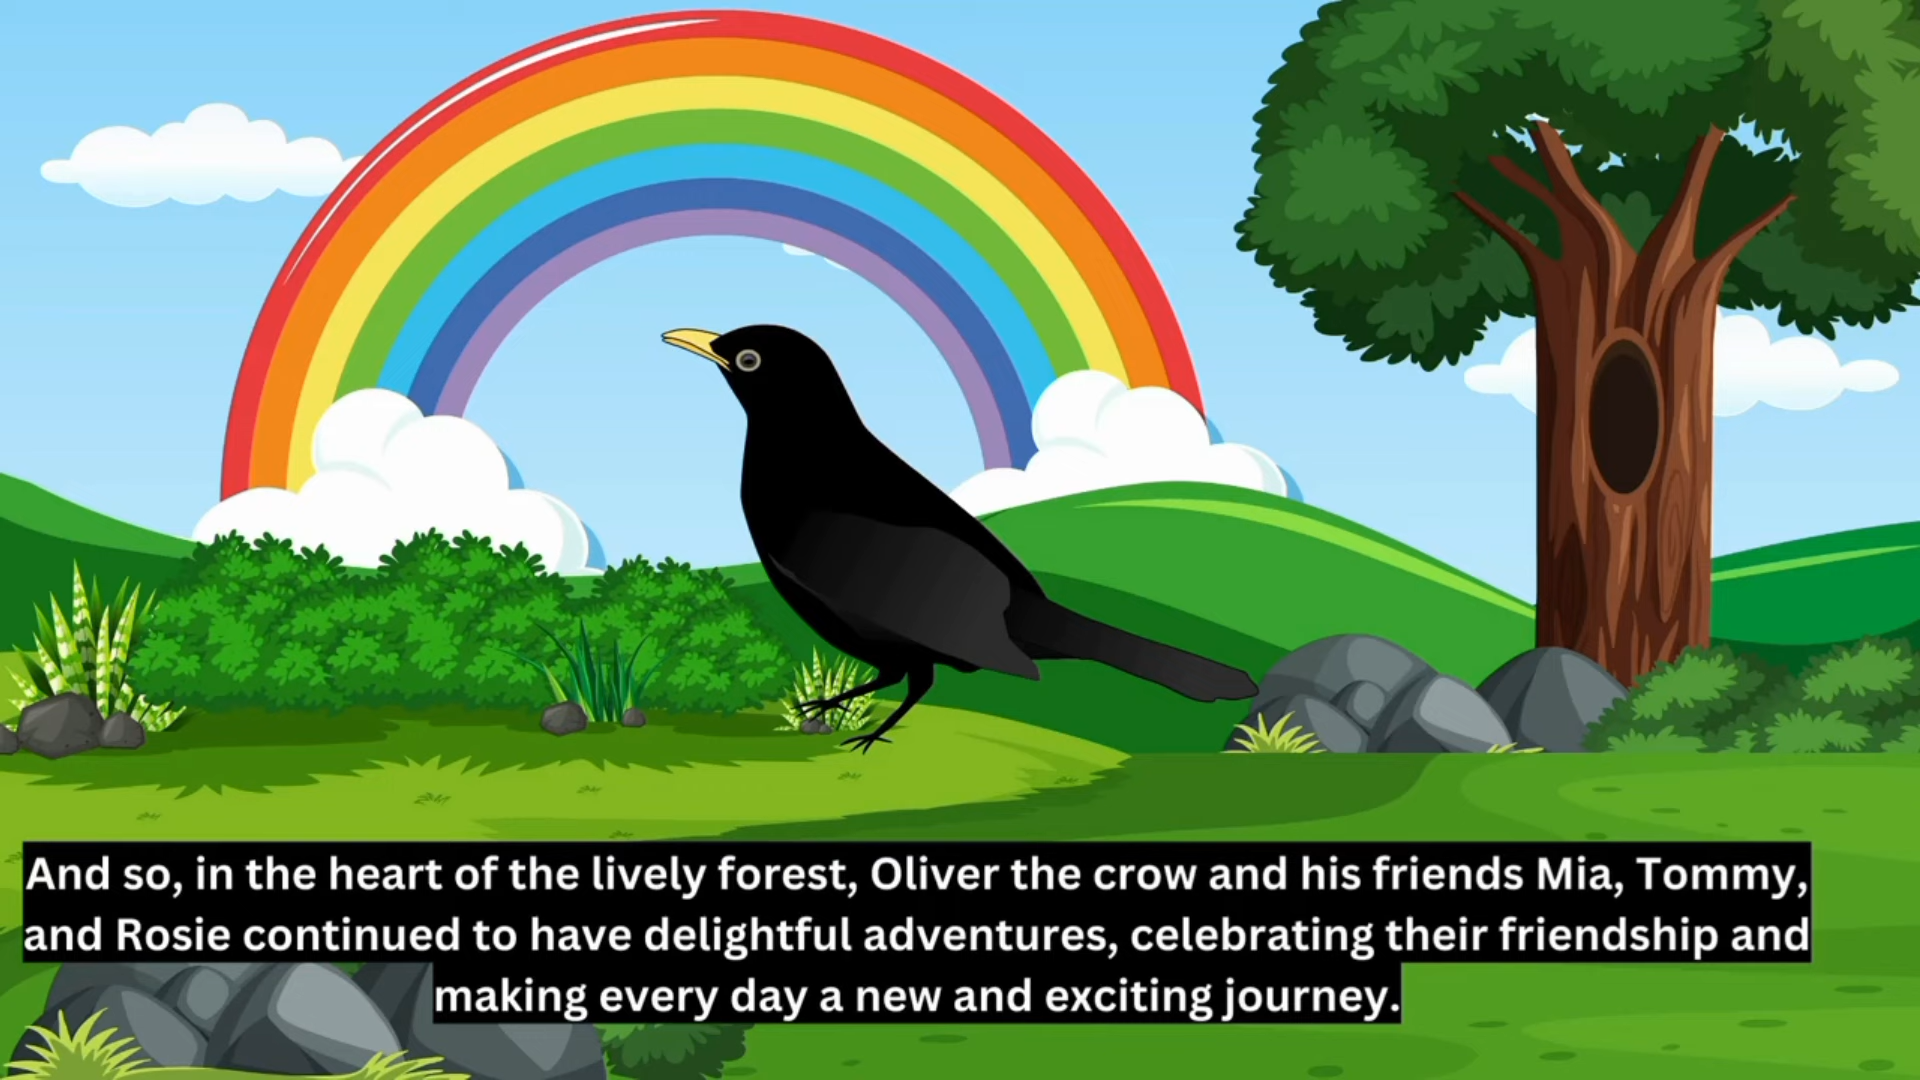 And so, in the heart of the lively forest, Oliver the crow and his friends Mia, Tommy,
and Rosie continued to have delightful adventures, celebrating their friendship and
making every day a new and exciting journey.